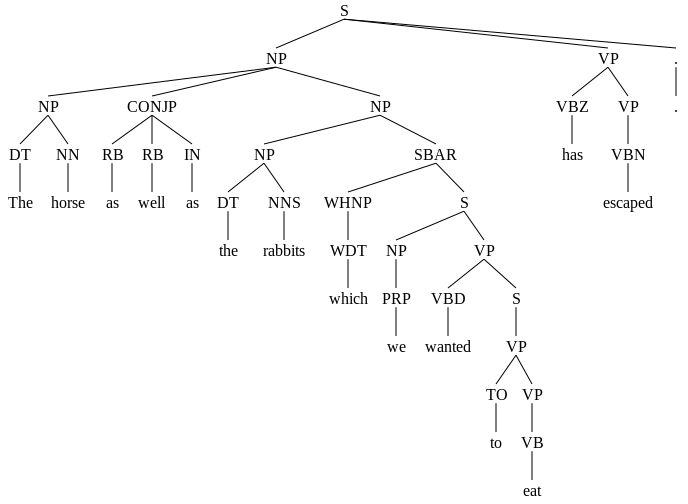 S
NP VP .
NP CONJP NP VBZ VP .
DT NN RB RB IN NP SBAR has VBN
The horse as well as DT NNS WHNP S escaped
the rabbits WDT NP VP
which PRP VBD S
we wanted VP
TO VP
to VB
eat